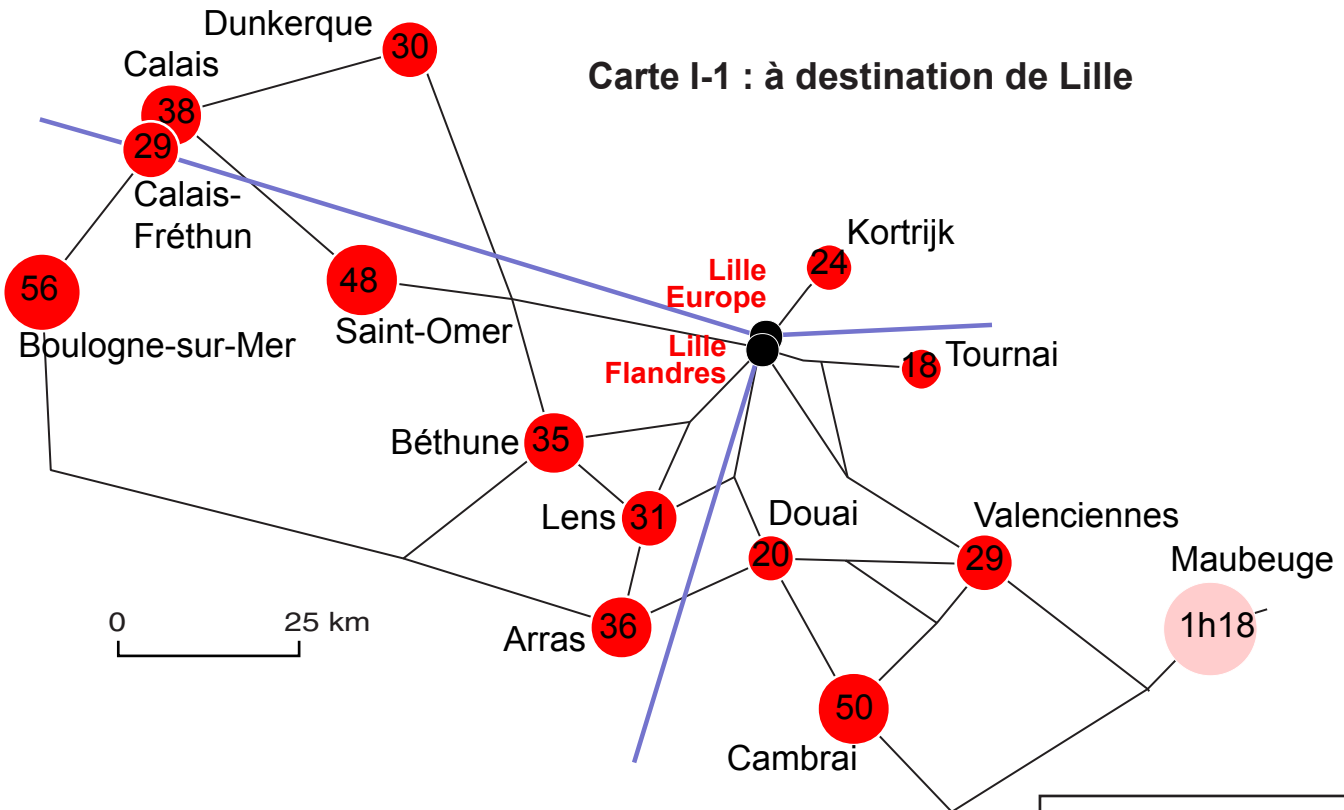 Dunkerque
30
Carte I-1 : à destination de Lille
Calais
38
29
Calais-
Fréthun
Kortrijk
24
Lille
Europe
56
48
Boulogne-sur-Mer
Saint-Omer
Lille
Flandres
18
Tournai
Béthune
35
Lens
31
Douai
20
Valenciennes
29
Maubeuge
1h18
0
25 km
Arras
36
50
Cambrai